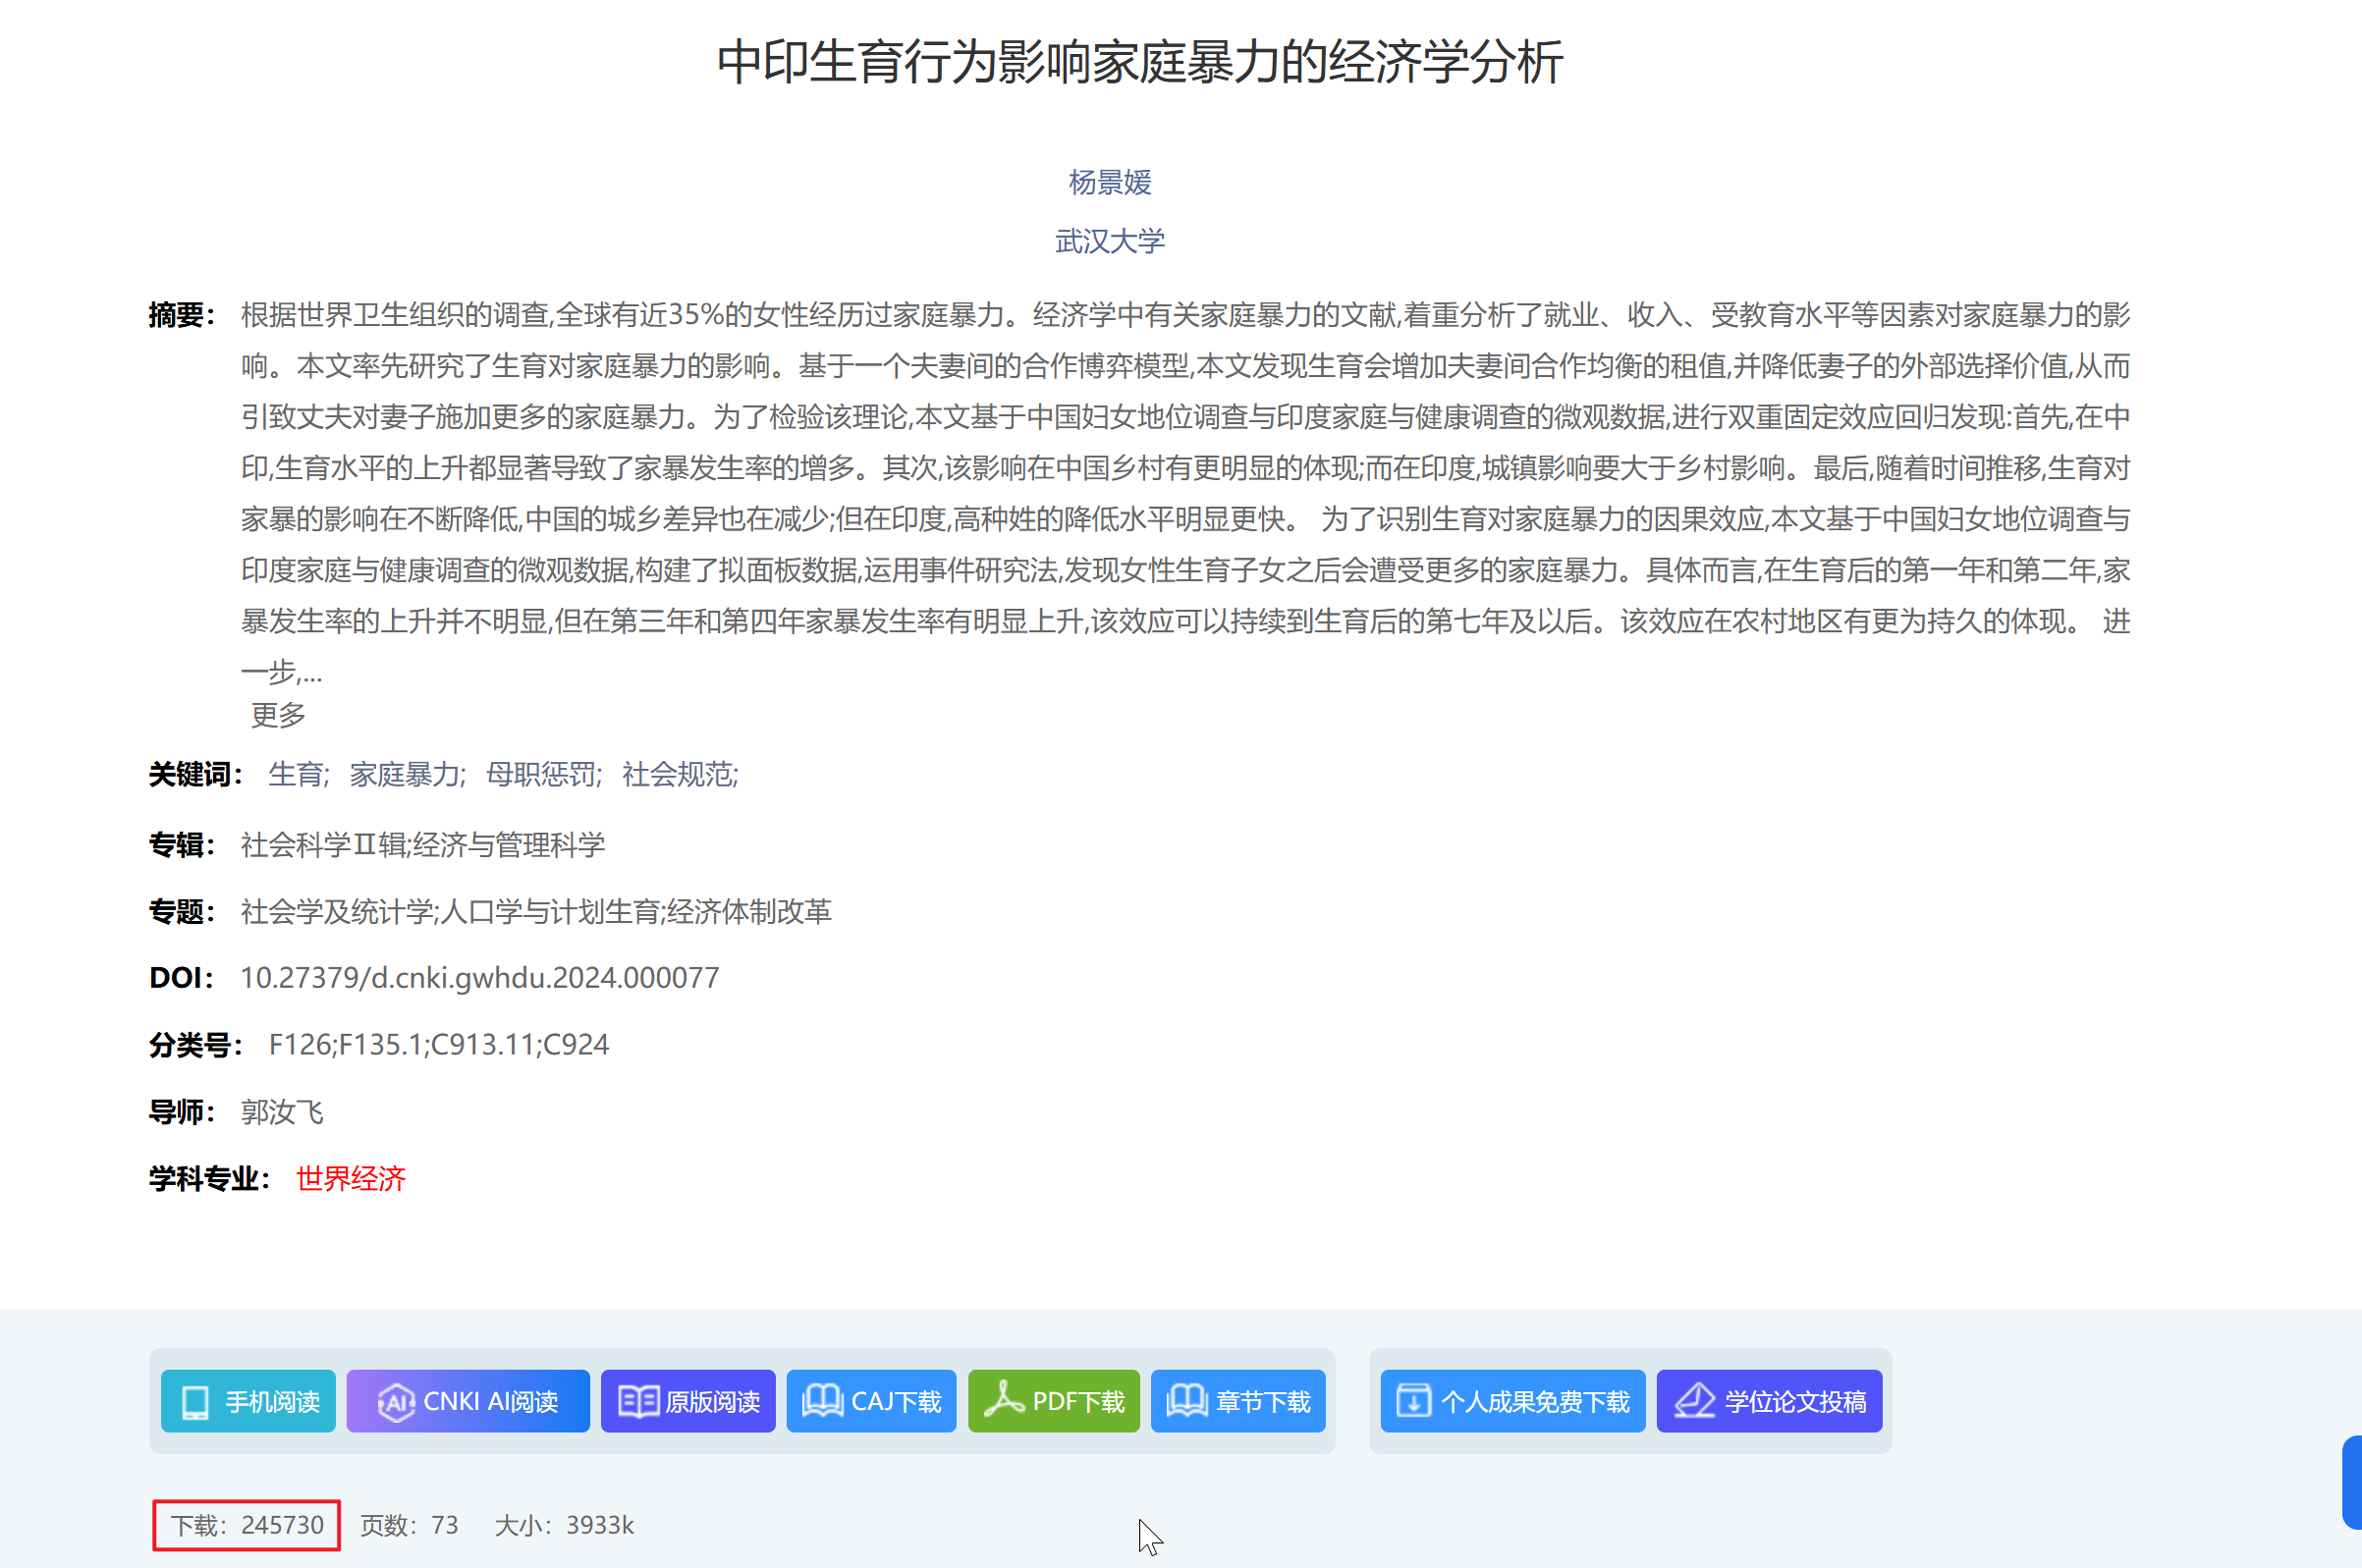 中印生育行为影响家庭暴力的经济学分析
杨景媛
武汉大学
摘要： 根据世界卫生组织的调查,全球有近35%的女性经历过家庭暴力。经济学中有关家庭暴力的文献,着重分析了就业、收入、受教育水平等因素对家庭暴力的影
响。本文率先研究了生育对家庭暴力的影响。基于一个夫妻间的合作博弈模型,本文发现生育会增加夫妻间合作均衡的租值,并降低妻子的外部选择价值,从而
引致丈夫对妻子施加更多的家庭暴力。为了检验该理论,本文基于中国妇女地位调查与印度家庭与健康调查的微观数据,进行双重固定效应回归发现:首先,在中
印,生育水平的上升都显著导致了家暴发生率的增多。其次,该影响在中国乡村有更明显的体现;而在印度,城镇影响要大于乡村影响。最后,随着时间推移,生育对
家暴的影响在不断降低,中国的城乡差异也在减少;但在印度,高种姓的降低水平明显更快。 为了识别生育对家庭暴力的因果效应,本文基于中国妇女地位调查与
印度家庭与健康调查的微观数据,构建了拟面板数据,运用事件研究法,发现女性生育子女之后会遭受更多的家庭暴力。具体而言,在生育后的第一年和第二年,家
暴发生率的上升并不明显,但在第三年和第四年家暴发生率有明显上升,该效应可以持续到生育后的第七年及以后。该效应在农村地区有更为持久的体现。 进
一步,...
更多
关键词： 生育; 家庭暴力; 母职惩罚; 社会规范;
专辑： 社会科学Ⅱ辑;经济与管理科学
专题： 社会学及统计学;人口学与计划生育;经济体制改革
DOI： 10.27379/d.cnki.gwhdu.2024.000077
分类号： F126;F135.1;C913.11;C924
导师： 郭汝飞
学科专业： 世界经济
手机阅读 AI CNKI AI阅读 原版阅读 CAJ下载 PDF下载 章节下载 个人成果免费下载 学位论文投稿
下载：245730 页数：73 大小：3933k